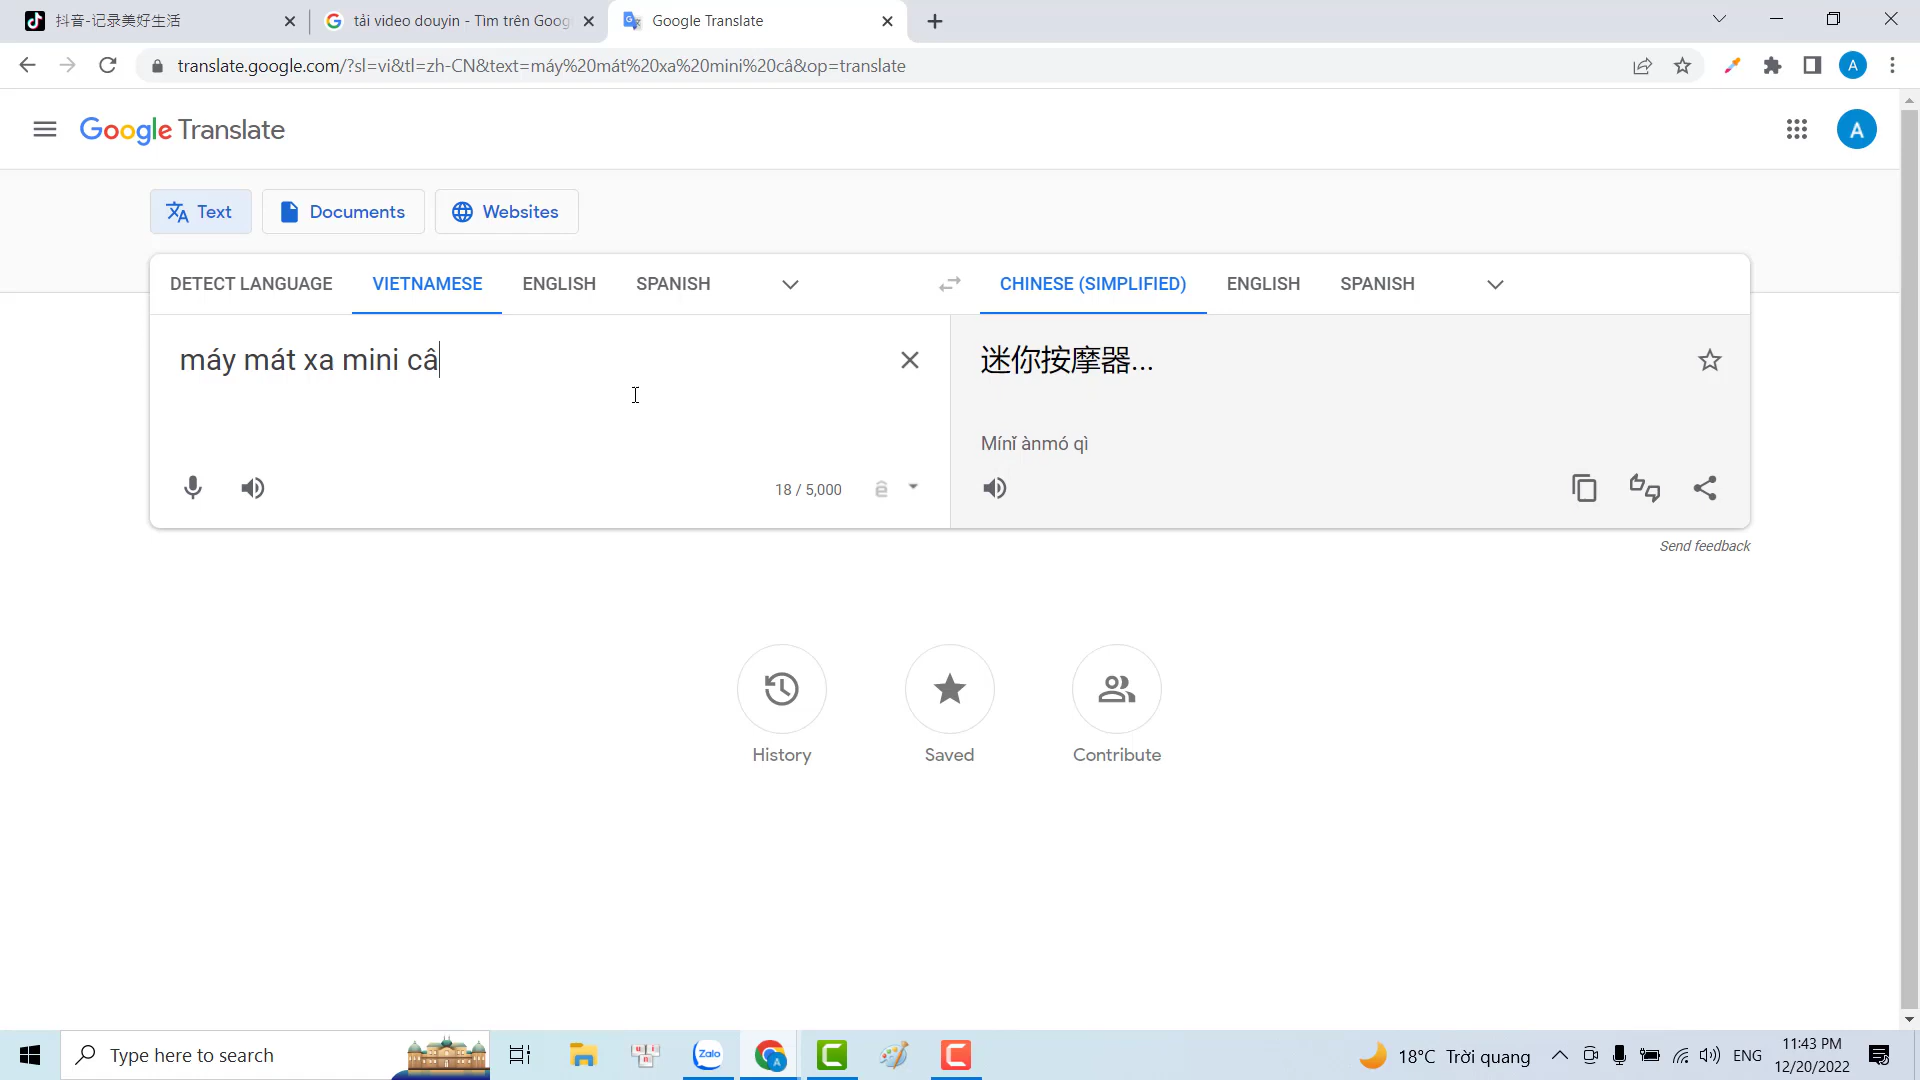 抖音-记录美好生活
tải video douyin - Tìm trên Goog
Google Translate
translate.google.com/?sl=vi&tl=zh-CN&text=máy%20mát%20xa%20mini%20câ&op=translate
A
Google Translate
A
Text
Documents
Websites
DETECT LANGUAGE
VIETNAMESE
ENGLISH
SPANISH
CHINESE (SIMPLIFIED)
ENGLISH
SPANISH
máy mát xa mini câ
迷你按摩器...
Mínǐ ànmó qì
18 / 5,000
ê
Send feedback
History
Saved
Contribute
Type here to search
Zalo
A
18°C Trời quang
ENG
11:43 PM
12/20/2022